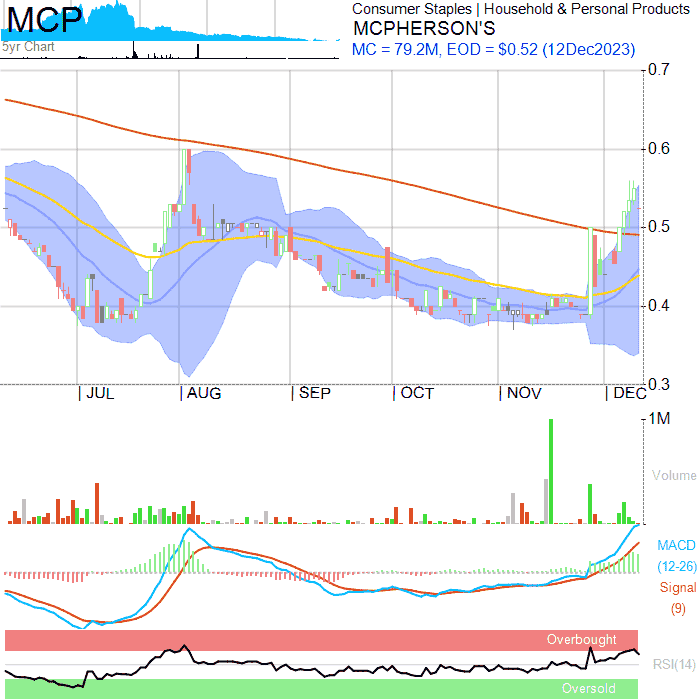 MCP
5yr Chart
Consumer Staples | Household & Personal Products
MCPHERSON'S
MC = 79.2M, EOD = $0.52 (12Dec2023)
0.7
0.6
0.5
0.4
0.3
| JUL | AUG | SEP | OCT | NOV | DEC
1M
Volume
MACD
(12-26)
Signal
(9)
Overbought
RSI(14)
Oversold